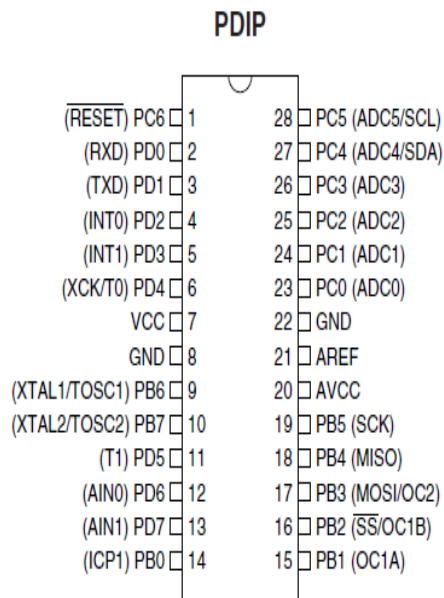 PDIP
(RESET) PC6 1 28 PC5 (ADC5/SCL)
(RXD) PD0 2 27 PC4 (ADC4/SDA)
(TXD) PD1 3 26 PC3 (ADC3)
(INT0) PD2 4 25 PC2 (ADC2)
(INT1) PD3 5 24 PC1 (ADC1)
(XCK/T0) PD4 6 23 PC0 (ADC0)
VCC 7 22 GND
GND 8 21 AREF
(XTAL1/TOSC1) PB6 9 20 AVCC
(XTAL2/TOSC2) PB7 10 19 PB5 (SCK)
(T1) PD5 11 18 PB4 (MISO)
(AIN0) PD6 12 17 PB3 (MOSI/OC2)
(AIN1) PD7 13 16 PB2 (SS/OC1B)
(ICP1) PB0 14 15 PB1 (OC1A)